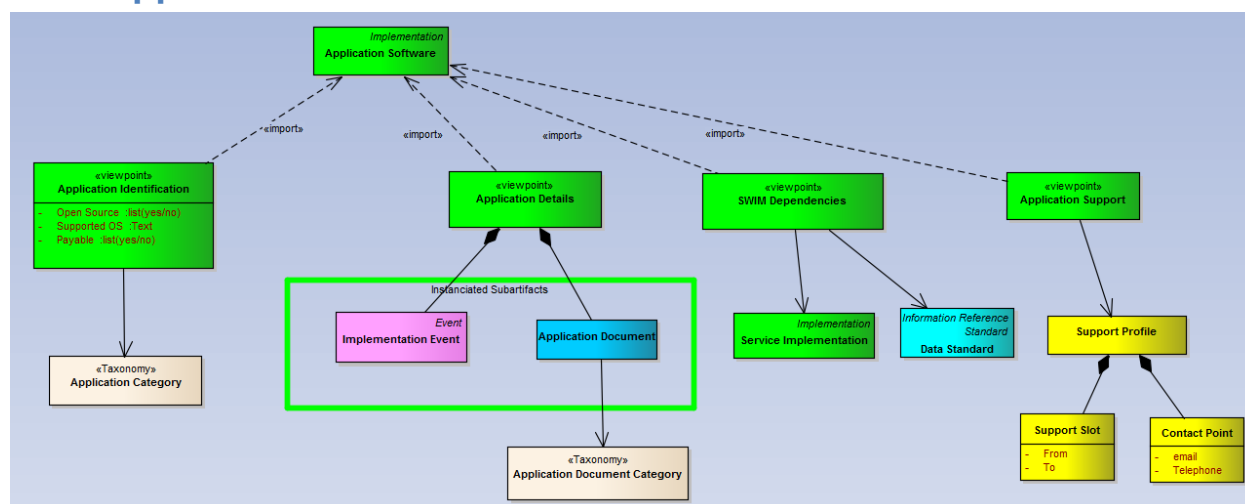 Implementation
Application Software
«import»
«import»
«import»
«import»
«viewpoint»
Application Identification
- Open Source :list(yes/no)
- Supported OS :Text
- Payable :list(yes/no)
«viewpoint»
Application Details
«viewpoint»
SWIM Dependencies
«viewpoint»
Application Support
Instanciated Subartifacts
Event
Implementation Event
Application Document
Implementation
Service Implementation
Information Reference
Standard
Data Standard
Support Profile
«Taxonomy»
Application Category
«Taxonomy»
Application Document Category
Support Slot
- From
- To
Contact Point
- email
- Telephone